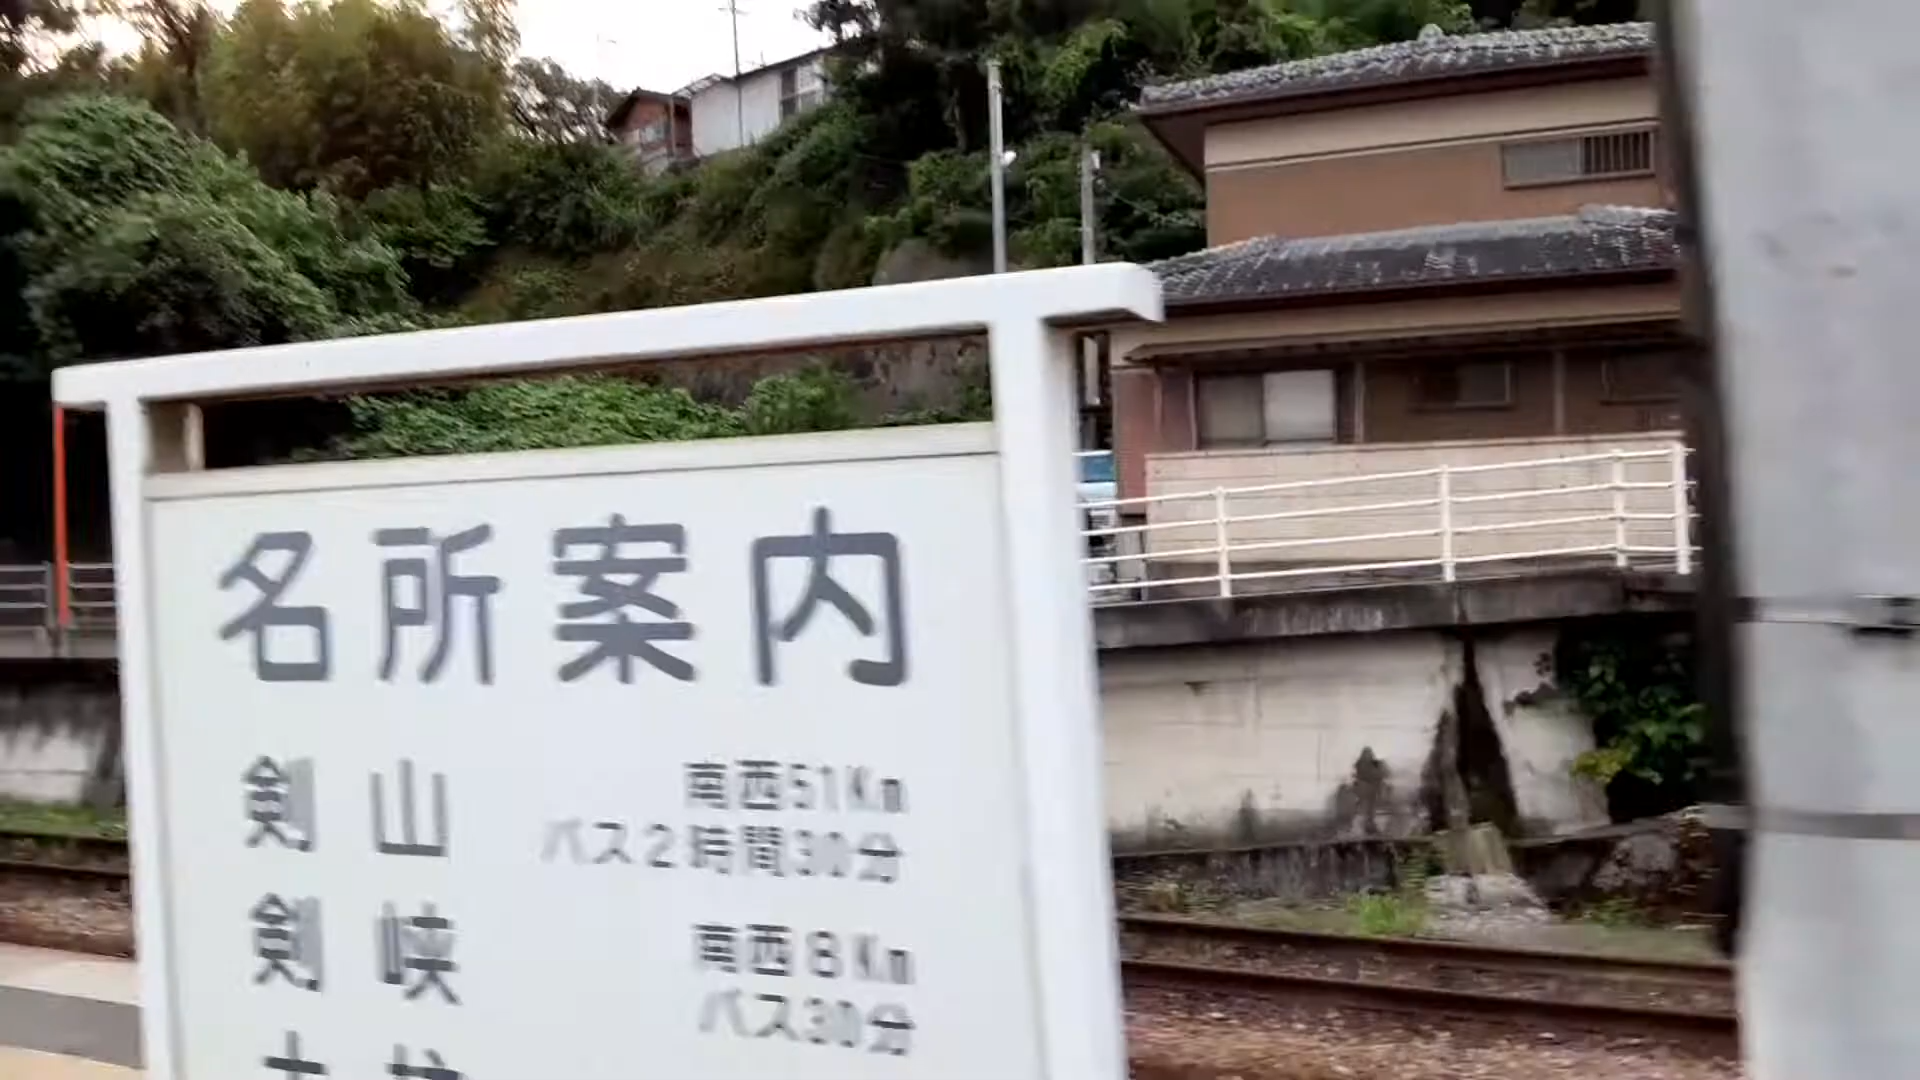 名所案内
剣山 南西51Km
バス2時間30分
剣峡 南西8Km
バス30分